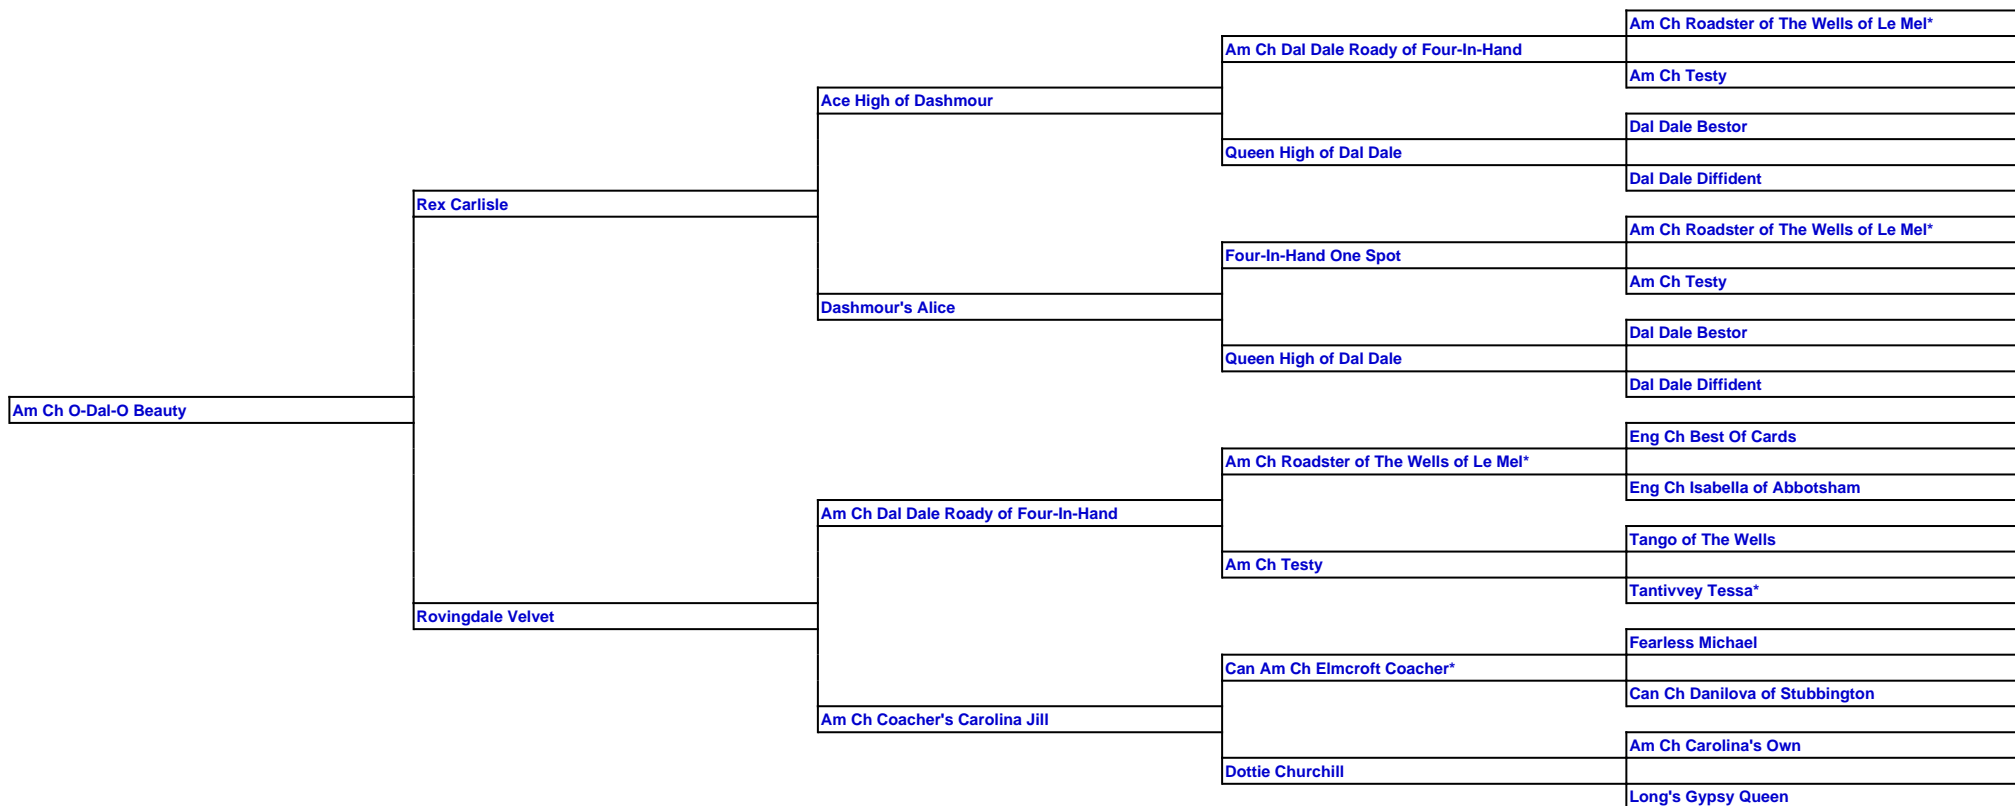 Am Ch Roadster of The Wells of Le Mel*
Am Ch Dal Dale Roady of Four-In-Hand
Am Ch Testy
Ace High of Dashmour
Dal Dale Bestor
Queen High of Dal Dale
Dal Dale Diffident
Rex Carlisle
Am Ch Roadster of The Wells of Le Mel*
Four-In-Hand One Spot
Am Ch Testy
Dashmour's Alice
Dal Dale Bestor
Queen High of Dal Dale
Dal Dale Diffident
Am Ch O-Dal-O Beauty
Eng Ch Best Of Cards
Am Ch Roadster of The Wells of Le Mel*
Eng Ch Isabella of Abbotsham
Am Ch Dal Dale Roady of Four-In-Hand
Tango of The Wells
Am Ch Testy
Tantivvey Tessa*
Rovingdale Velvet
Fearless Michael
Can Am Ch Elmcroft Coacher*
Can Ch Danilova of Stubbington
Am Ch Coacher's Carolina Jill
Am Ch Carolina's Own
Dottie Churchill
Long's Gypsy Queen